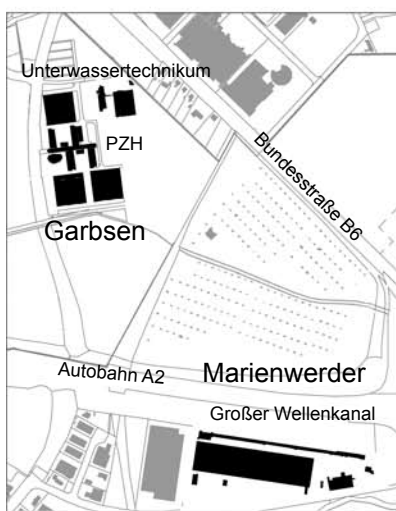 Unterwassertechnikum
PZH
Bundesstraße B6
Garbsen
Autobahn A2
Marienwerder
Großer Wellenkanal